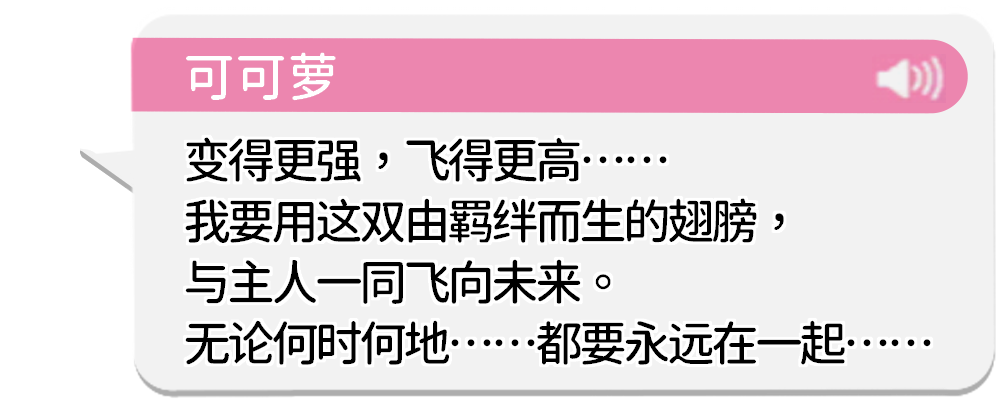 可可萝
变得更强，飞得更高……
我要用这双由羁绊而生的翅膀，
与主人一同飞向未来。
无论何时何地……都要永远在一起……